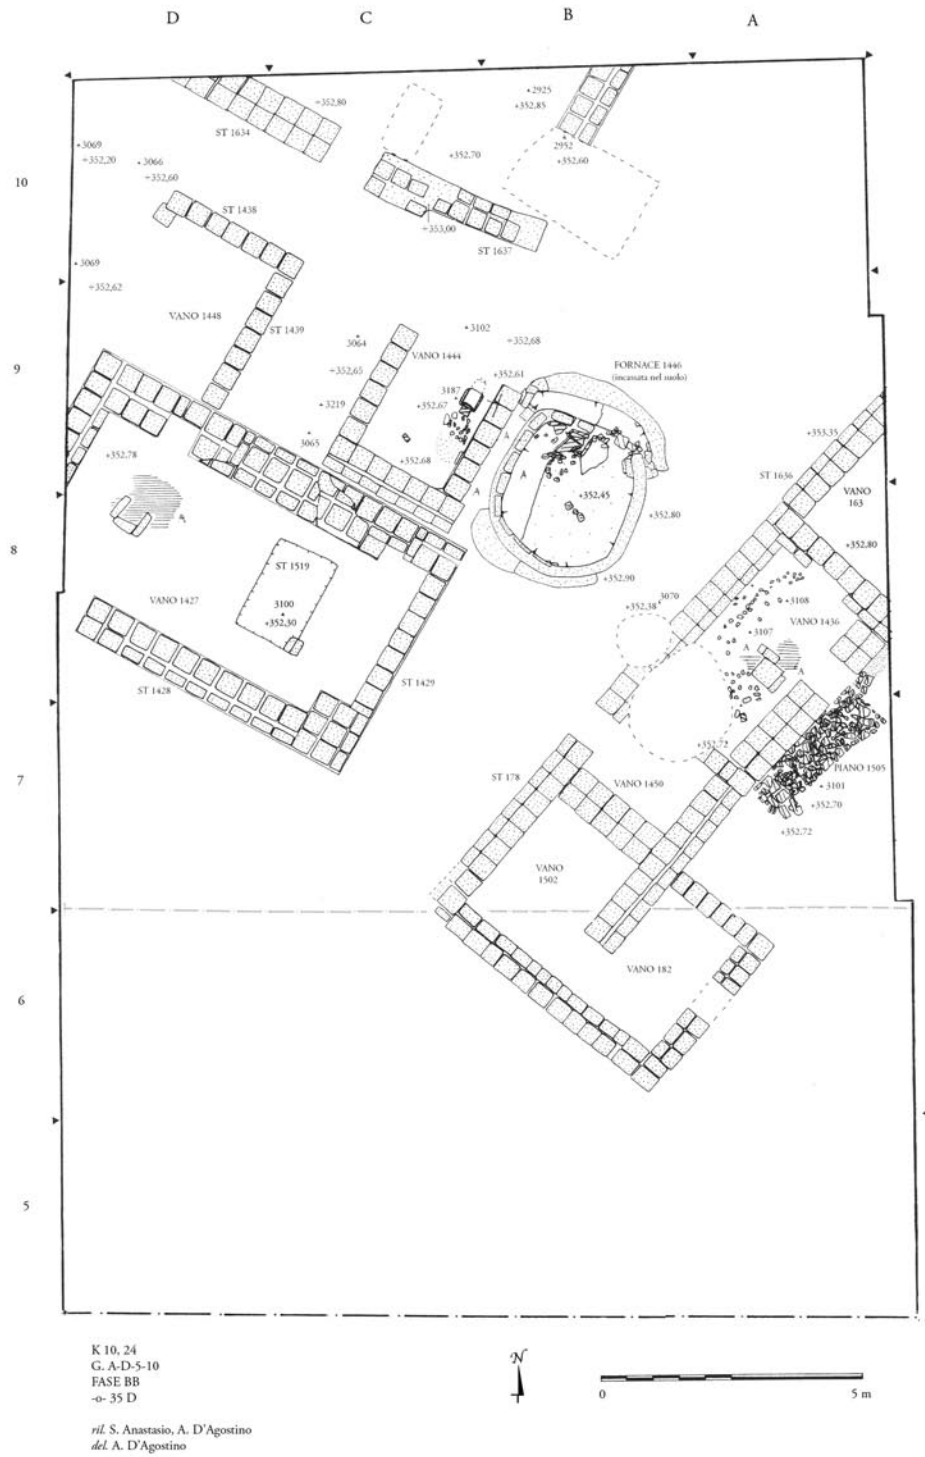 D
C
B
A
÷352,80
ST 1634
+2925
+352,85
2952
+352,60
+3069
÷352,20
+3066
÷352,60
10
+352,70
ST 1438
÷353,00
ST 1637
+3069
÷352,62
VANO 1448
ST 1439
3064
VANO 1444
+3102
÷352,68
9
+352,65
3187
+352,61
FORNACE 1446
(incassata nel suolo)
+3219
+352,67
3065
+352,68
A
A
A
+353,35
ST 1636
VANO
163
+352,78
A
+352,45
+352,80
+352,80
8
ST 1519
+352,90
VANO 1427
3100
+352,30
+352,38
3070
+3108
VANO 1436
+3107
A
A
ST 1428
ST 1429
+352,72
7
ST 178
VANO 1450
PIANO 1505
+3101
+352,70
+352,72
VANO
1502
VANO 182
6
5
K 10, 24
G. A-D-5-10
FASE BB
-o- 35 D
N
0
5 m
ril. S. Anastasio, A. D'Agostino
del. A. D'Agostino